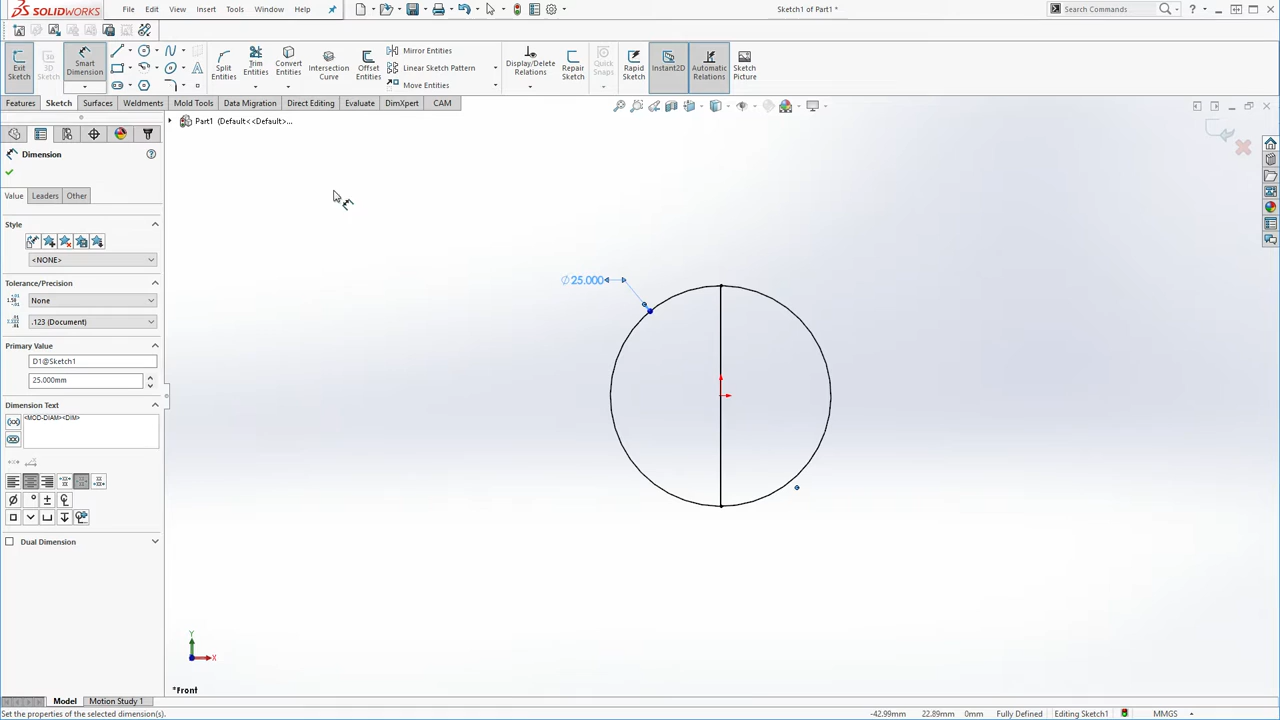 SOLIDWORKS File Edit View Insert Tools Window Help Sketch1 of Part1 * Search Commands
Exit Sketch 3D Sketch Smart Dimension Split Entities Trim Entities Convert Entities Intersection Curve Offset Entities Mirror Entities Linear Sketch Pattern Move Entities Display/Delete Relations Repair Sketch Quick Snaps Rapid Sketch Instant2D Automatic Relations Sketch Picture
Features Sketch Surfaces Weldments Mold Tools Data Migration Direct Editing Evaluate DimXpert CAM
Part1 (Default<<Default>...
Dimension
Value Leaders Other
Style
<NONE>
Tolerance/Precision
None
.123 (Document)
Primary Value
D1@Sketch1
25.000mm
Dimension Text
<MOD-DIAM><DIM>
Dual Dimension
∅25.000
Y
X
*Front
Model Motion Study 1
Set the properties of the selected dimension(s). -42.99mm 22.89mm 0mm Fully Defined Editing Sketch1 MMGS